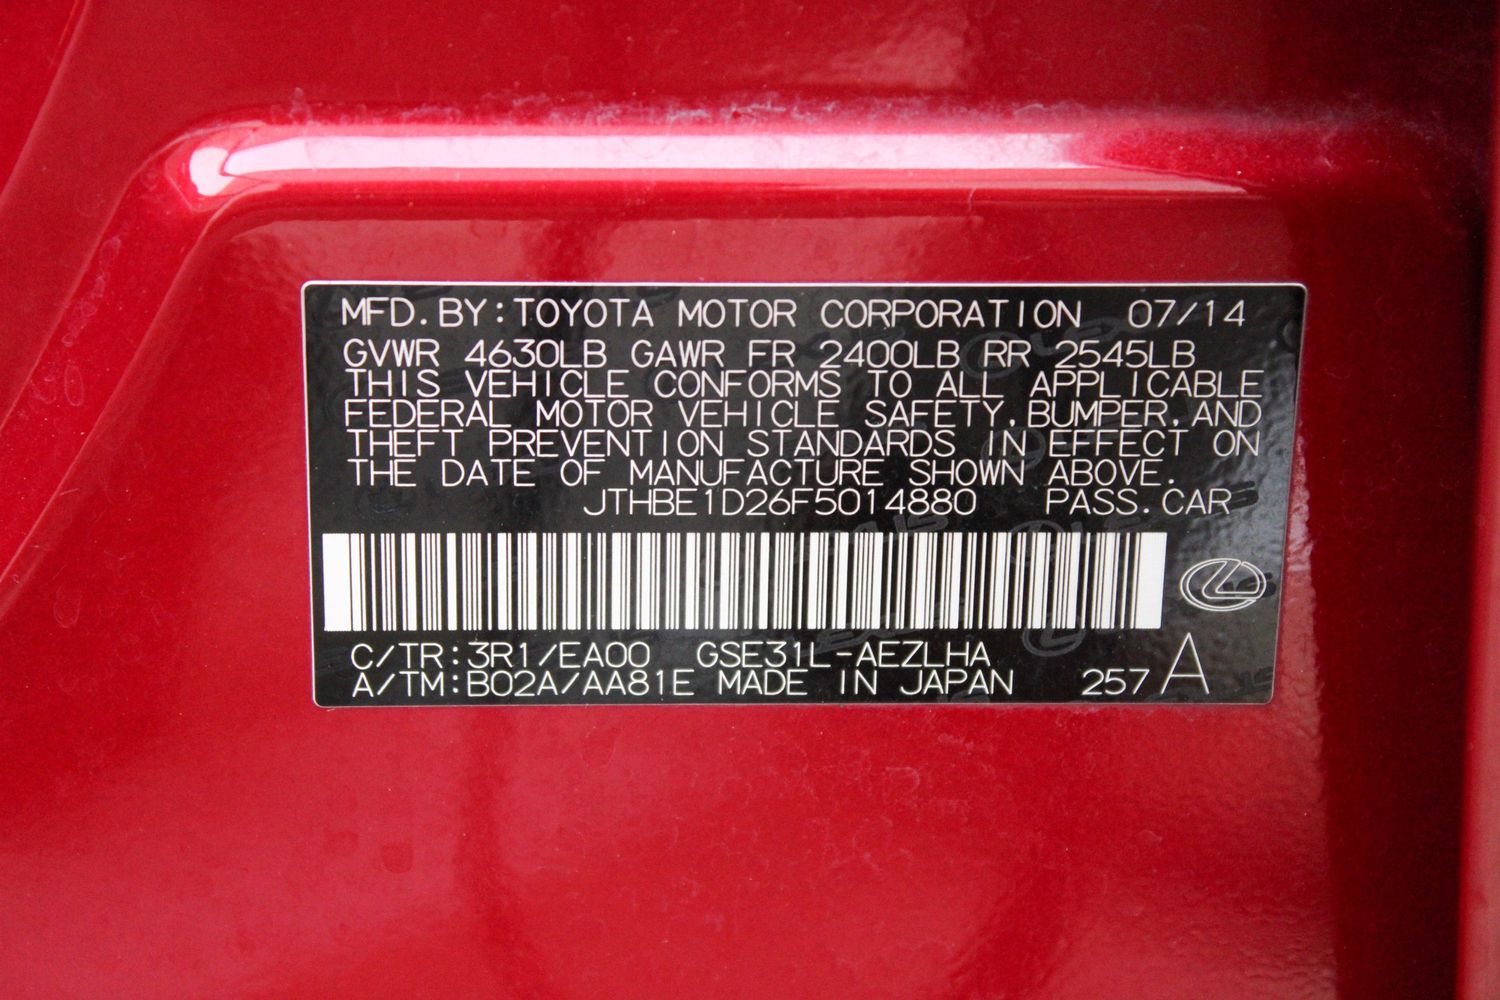 MFD. BY: TOYOTA MOTOR CORPORATION 07/14
GVWR 4630LB GAWR FR 2400LB RR 2545LB
THIS VEHICLE CONFORMS TO ALL APPLICABLE
FEDERAL MOTOR VEHICLE SAFETY, BUMPER, AND
THEFT PREVENTION STANDARDS IN EFFECT ON
THE DATE OF MANUFACTURE SHOWN ABOVE.
JTHBE1D26F5014880 PASS. CAR
C/TR: 3R1/EA00 GSE31L-AEZLHA
A/TM: B02A/AA81E MADE IN JAPAN 257 A